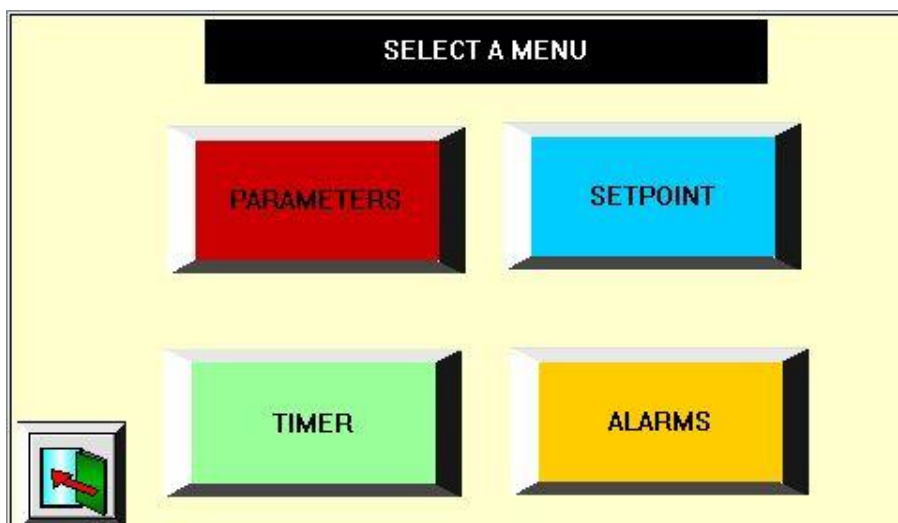 SELECT A MENU
PARAMETERS
SETPOINT
TIMER
ALARMS